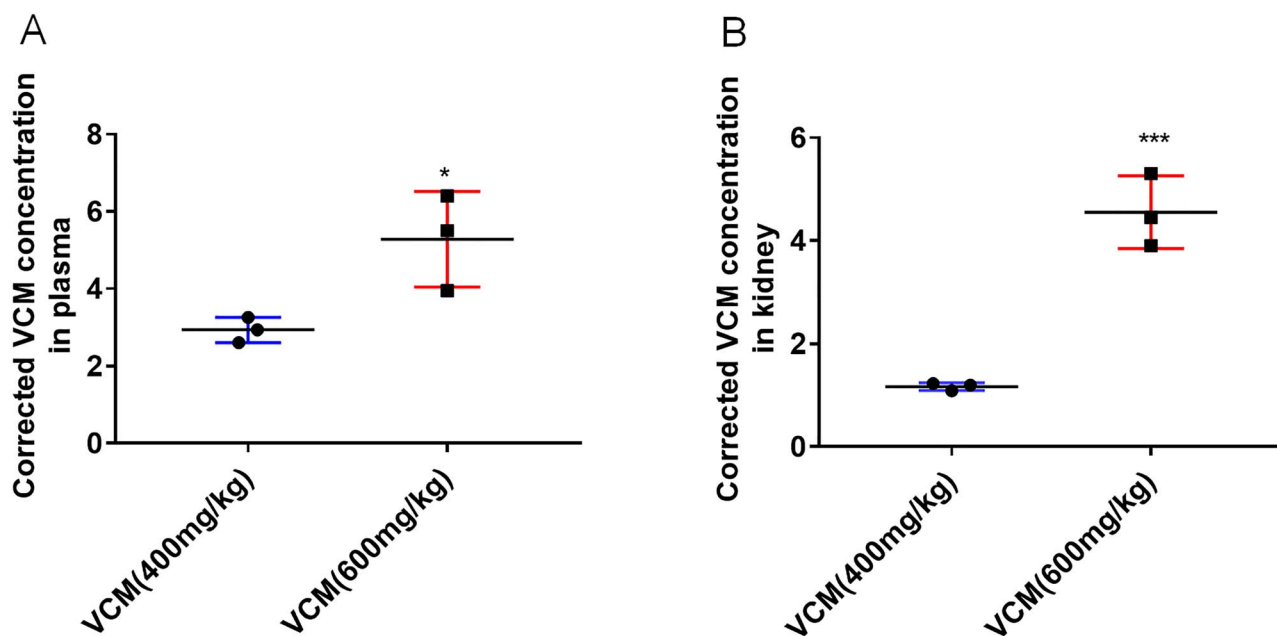 A
Corrected VCM concentration
in plasma
8
6
4
2
0
*
VCM(400mg/kg)
VCM(600mg/kg)
B
Corrected VCM concentration
in kidney
6
4
2
0
***
VCM(400mg/kg)
VCM(600mg/kg)